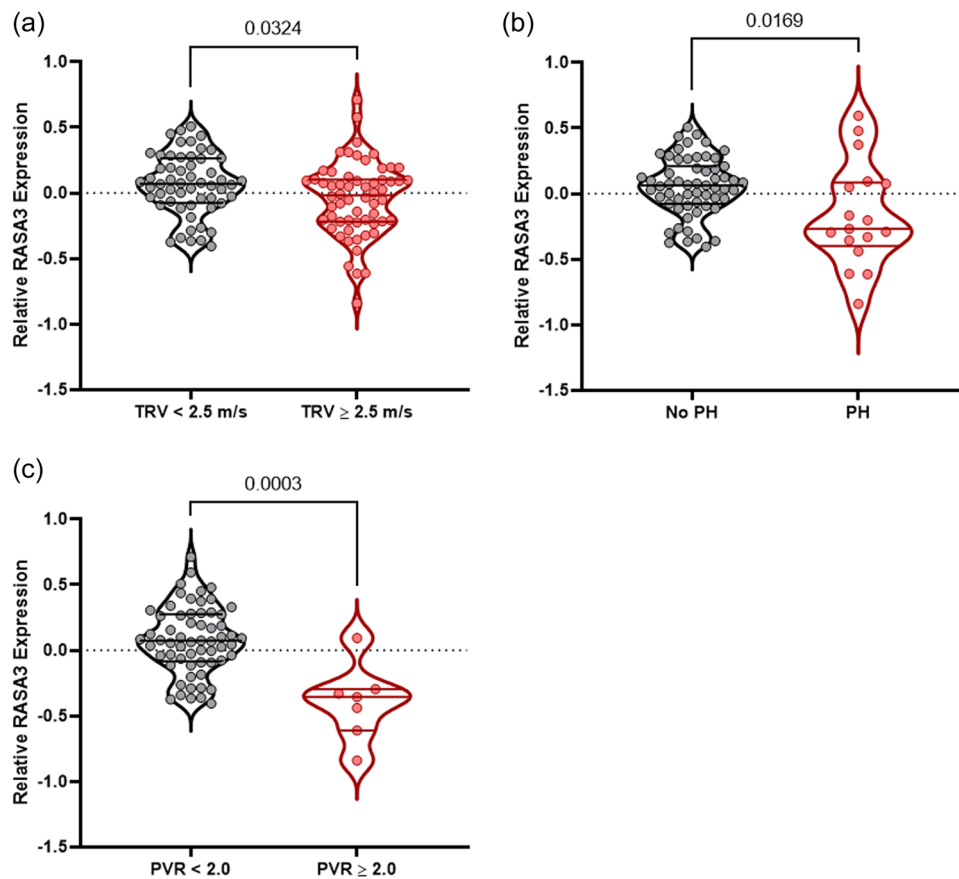 (a)
0.0324
1.0
0.5
0.0
-0.5
-1.0
-1.5
Relative RASA3 Expression
TRV < 2.5 m/s
TRV ≥ 2.5 m/s
(b)
0.0169
1.0
0.5
0.0
-0.5
-1.0
-1.5
Relative RASA3 Expression
No PH
PH
(c)
0.0003
1.0
0.5
0.0
-0.5
-1.0
-1.5
Relative RASA3 Expression
PVR < 2.0
PVR ≥ 2.0